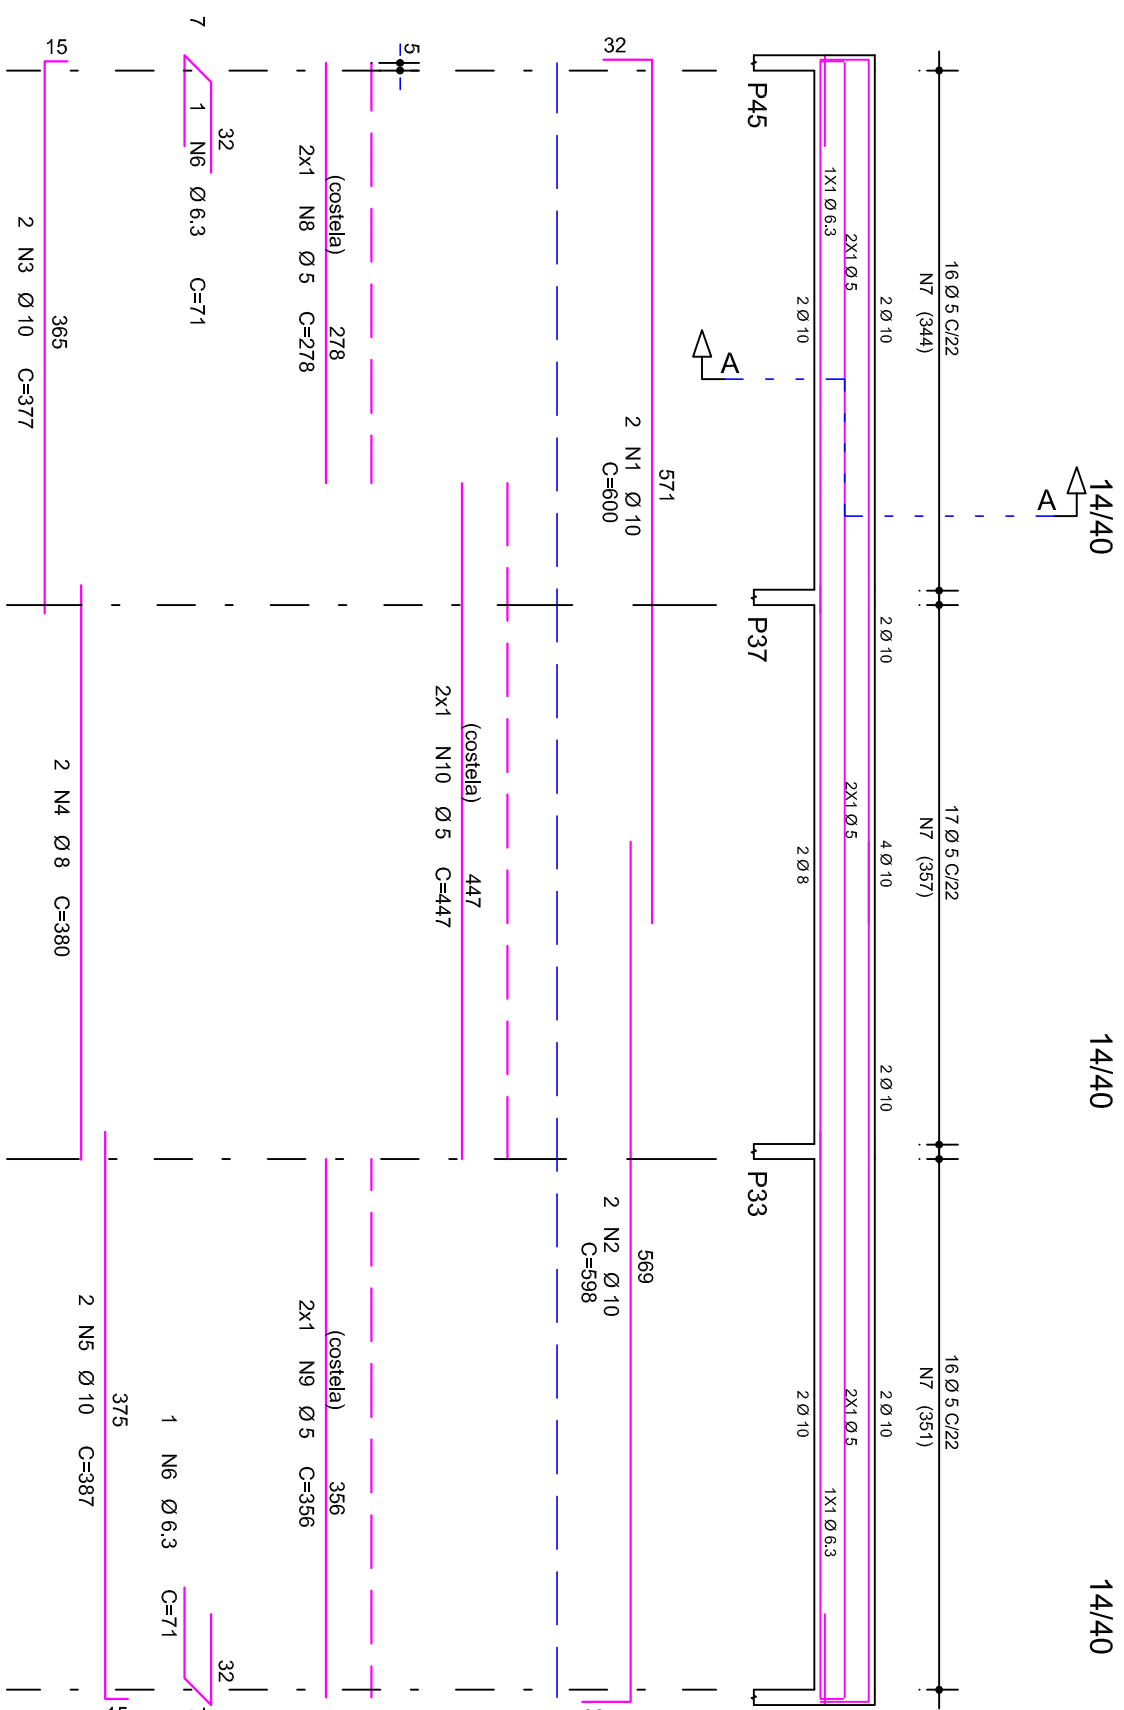 14/40
14/40
14/40
A
16 Ø 5 C/22
N7 (344)
17 Ø 5 C/22
N7 (357)
16 Ø 5 C/22
N7 (351)
2 Ø 10
2 Ø 10
4 Ø 10
2 Ø 10
2 Ø 10
2X1 Ø 5
2X1 Ø 5
2X1 Ø 5
1X1 Ø 6.3
1X1 Ø 6.3
2 Ø 10
2 Ø 8
2 Ø 10
A
P45
P37
P33
32
571
2 N1 Ø 10
C=600
569
2 N2 Ø 10
C=598
5
(costela)
447
2x1 N10 Ø 5 C=447
(costela)
278
2x1 N8 Ø 5 C=278
(costela)
356
2x1 N9 Ø 5 C=356
32
7
1 N6 Ø 6.3 C=71
32
1 N6 Ø 6.3 C=71
375
2 N5 Ø 10 C=387
2 N4 Ø 8 C=380
15
365
2 N3 Ø 10 C=377